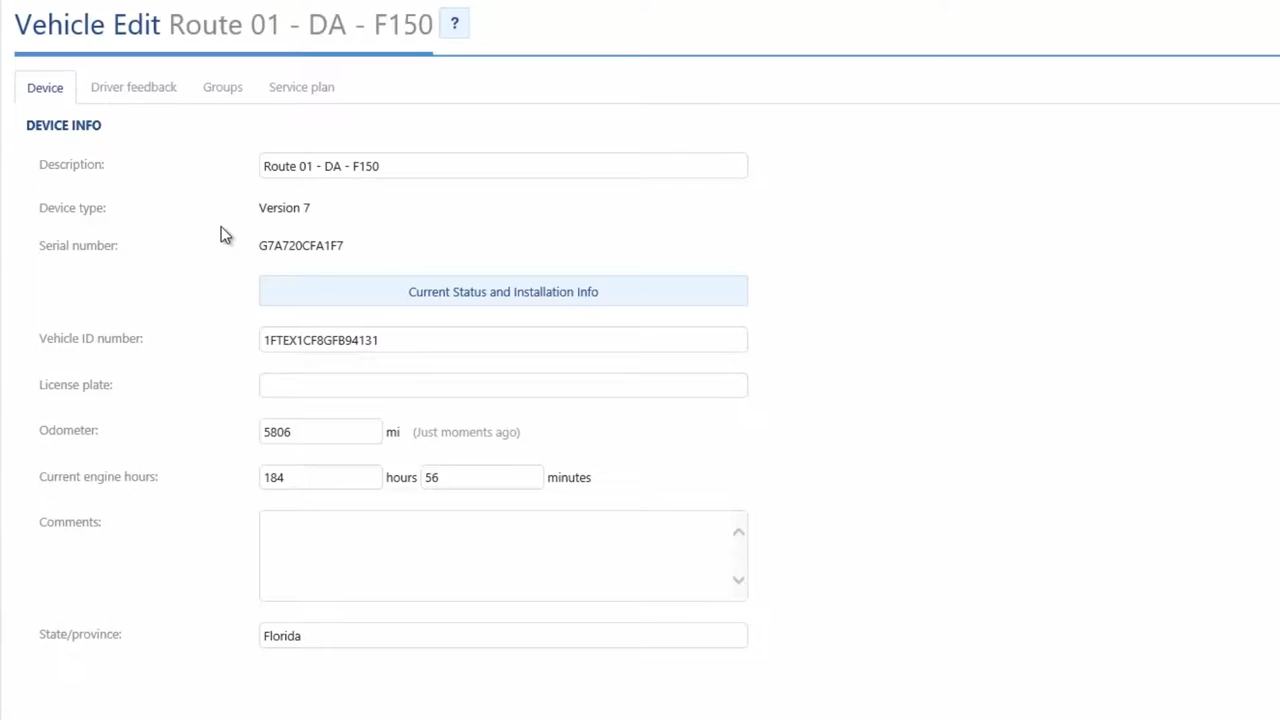 Vehicle Edit Route 01 - DA - F150 ?
Device Driver feedback Groups Service plan
DEVICE INFO
Description: Route 01 - DA - F150
Device type: Version 7
Serial number: G7A720CFA1F7
Current Status and Installation Info
Vehicle ID number: 1FTEX1CF8GFB94131
License plate:
Odometer: 5806 mi (Just moments ago)
Current engine hours: 184 hours 56 minutes
Comments:
State/province: Florida